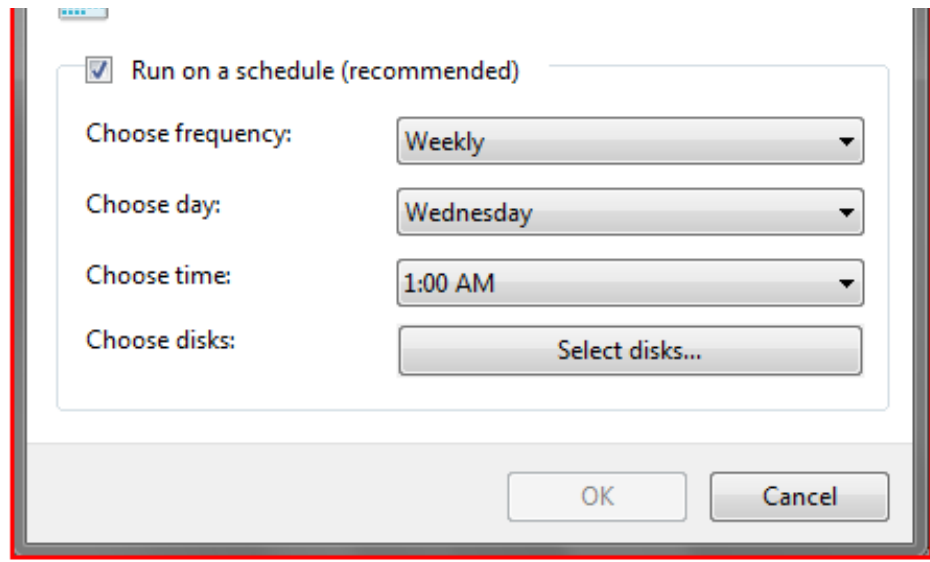 Run on a schedule (recommended)
Choose frequency: Weekly
Choose day: Wednesday
Choose time: 1:00 AM
Choose disks: Select disks...
OK Cancel